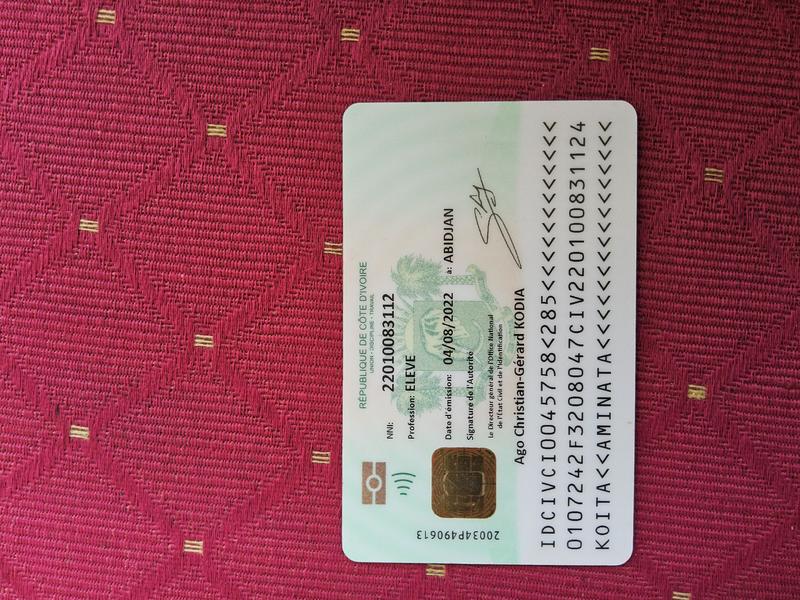 RÉPUBLIQUE DE CÔTE D'IVOIRE
UNION - DISCIPLINE - TRAVAIL
NNI: 22010083112
Profession: ELEVE
Date d'émission: 04/08/2022 à: ABIDJAN
Signature de l'Autorité
le Directeur général de l'Office National
de l'Etat Civil et de l'Identification
Ago Christian-Gérard KODIA
20034P490613
IDCIVCI0045758<285<<<<<<<<<<<<
0107242F3208047CIV220100831124
KOITA<<AMINATA<<<<<<<<<<<<<<<<